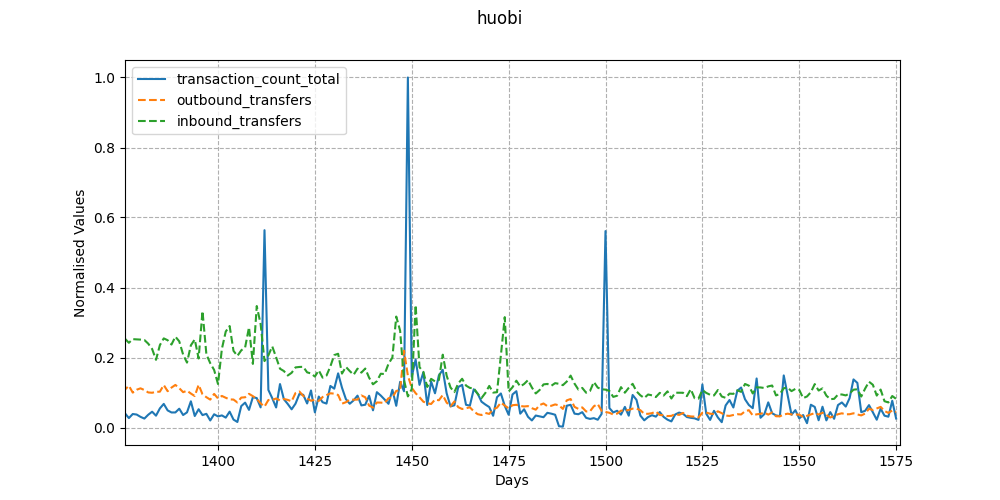 huobi
transaction_count_total
outbound_transfers
inbound_transfers
Normalised Values
1.0
0.8
0.6
0.4
0.2
0.0
1400 1425 1450 1475 1500 1525 1550 1575
Days